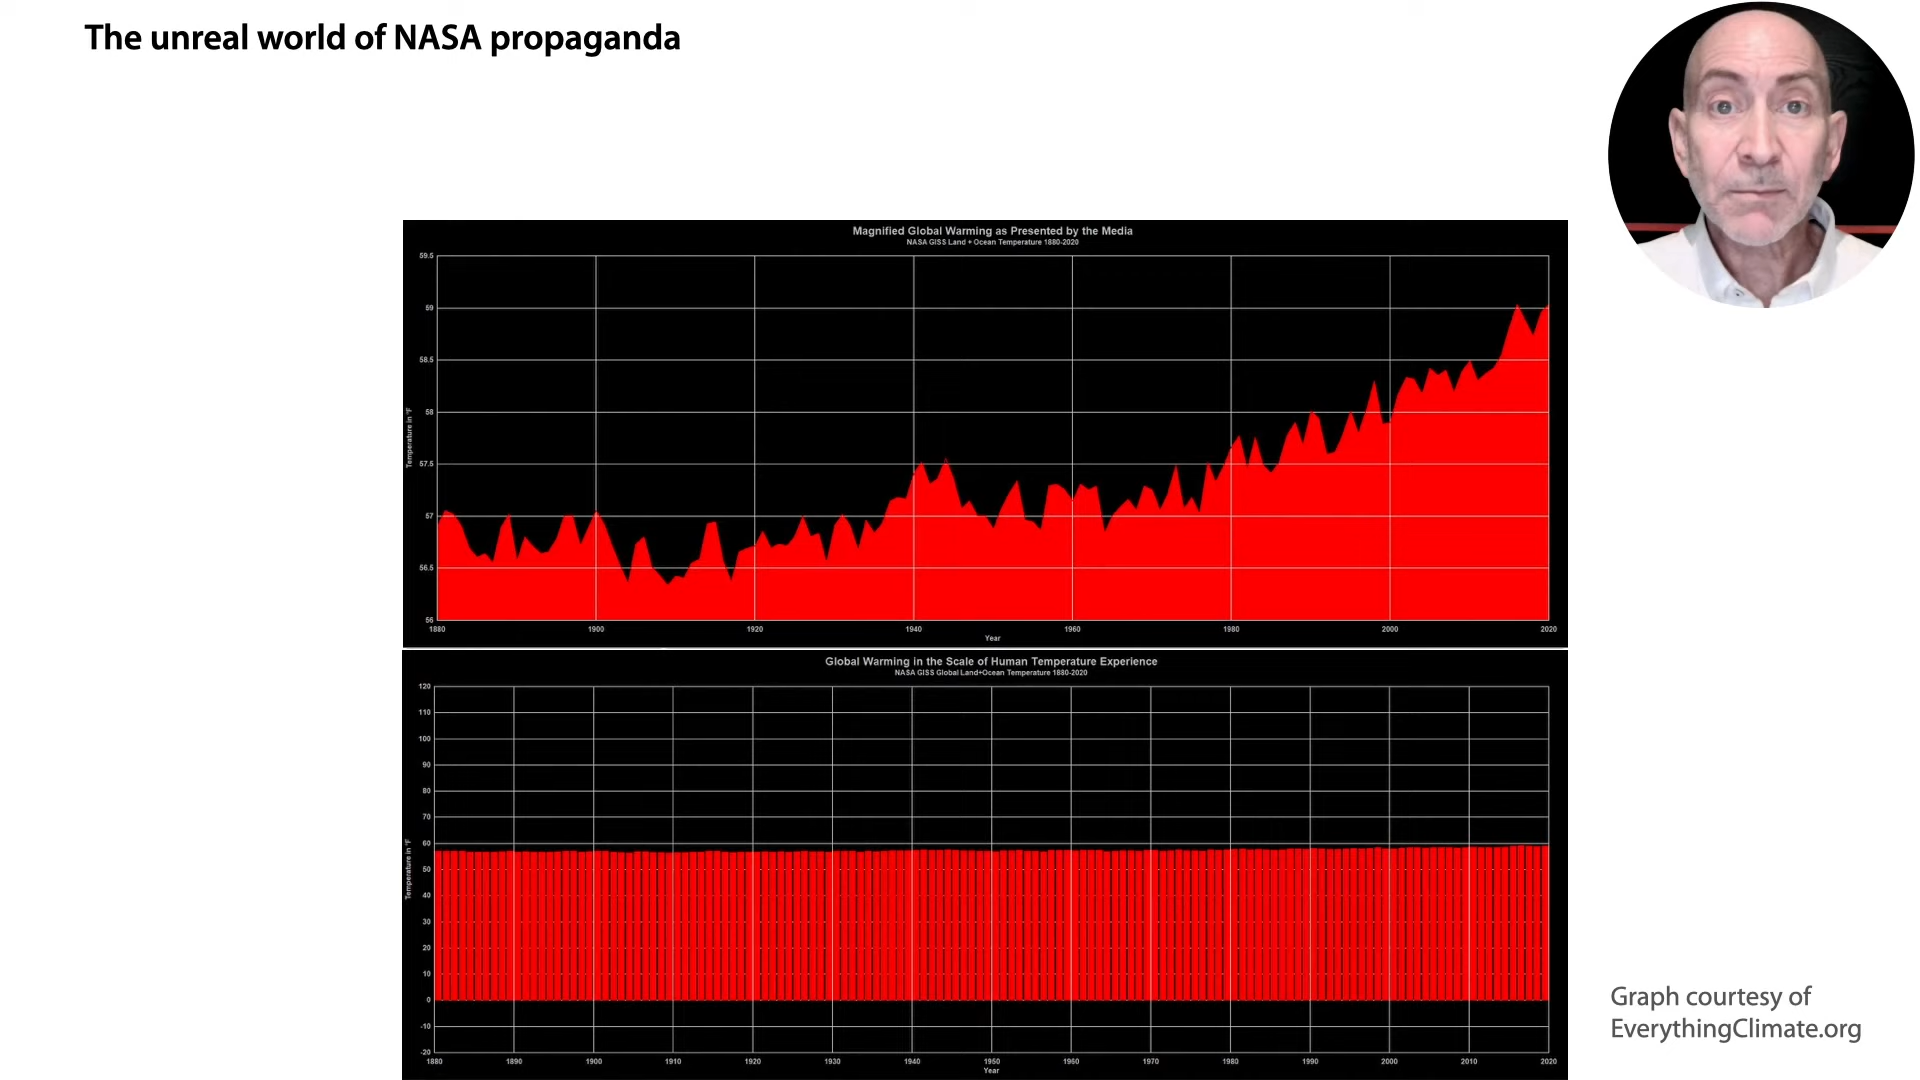 The unreal world of NASA propaganda
Magnified Global Warming as Presented by the Media
NASA GISS Land + Ocean Temperature 1880-2020
59.5
59
58.5
58
57.5
57
56.5
56
Temperature in °F
1880 1900 1920 1940 1960 1980 2000 2020
Year
Global Warming in the Scale of Human Temperature Experience
NASA GISS Global Land+Ocean Temperature 1880-2020
120
110
100
90
80
70
60
50
40
30
20
10
0
-10
-20
Temperature in °F
1880 1890 1900 1910 1920 1930 1940 1950 1960 1970 1980 1990 2000 2010 2020
Year
Graph courtesy of
EverythingClimate.org